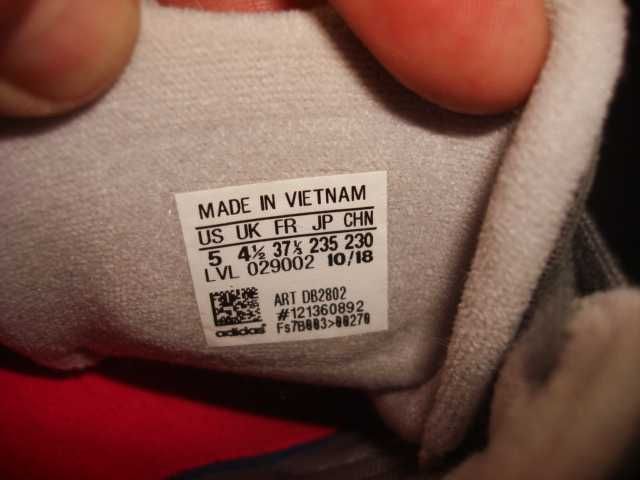 MADE IN VIETNAM
US UK FR JP CHN
5 4½ 37⅓ 235 230
LVL 029002 10/18
ART DB2802
#121360892
Fs7B003>00270
adidas